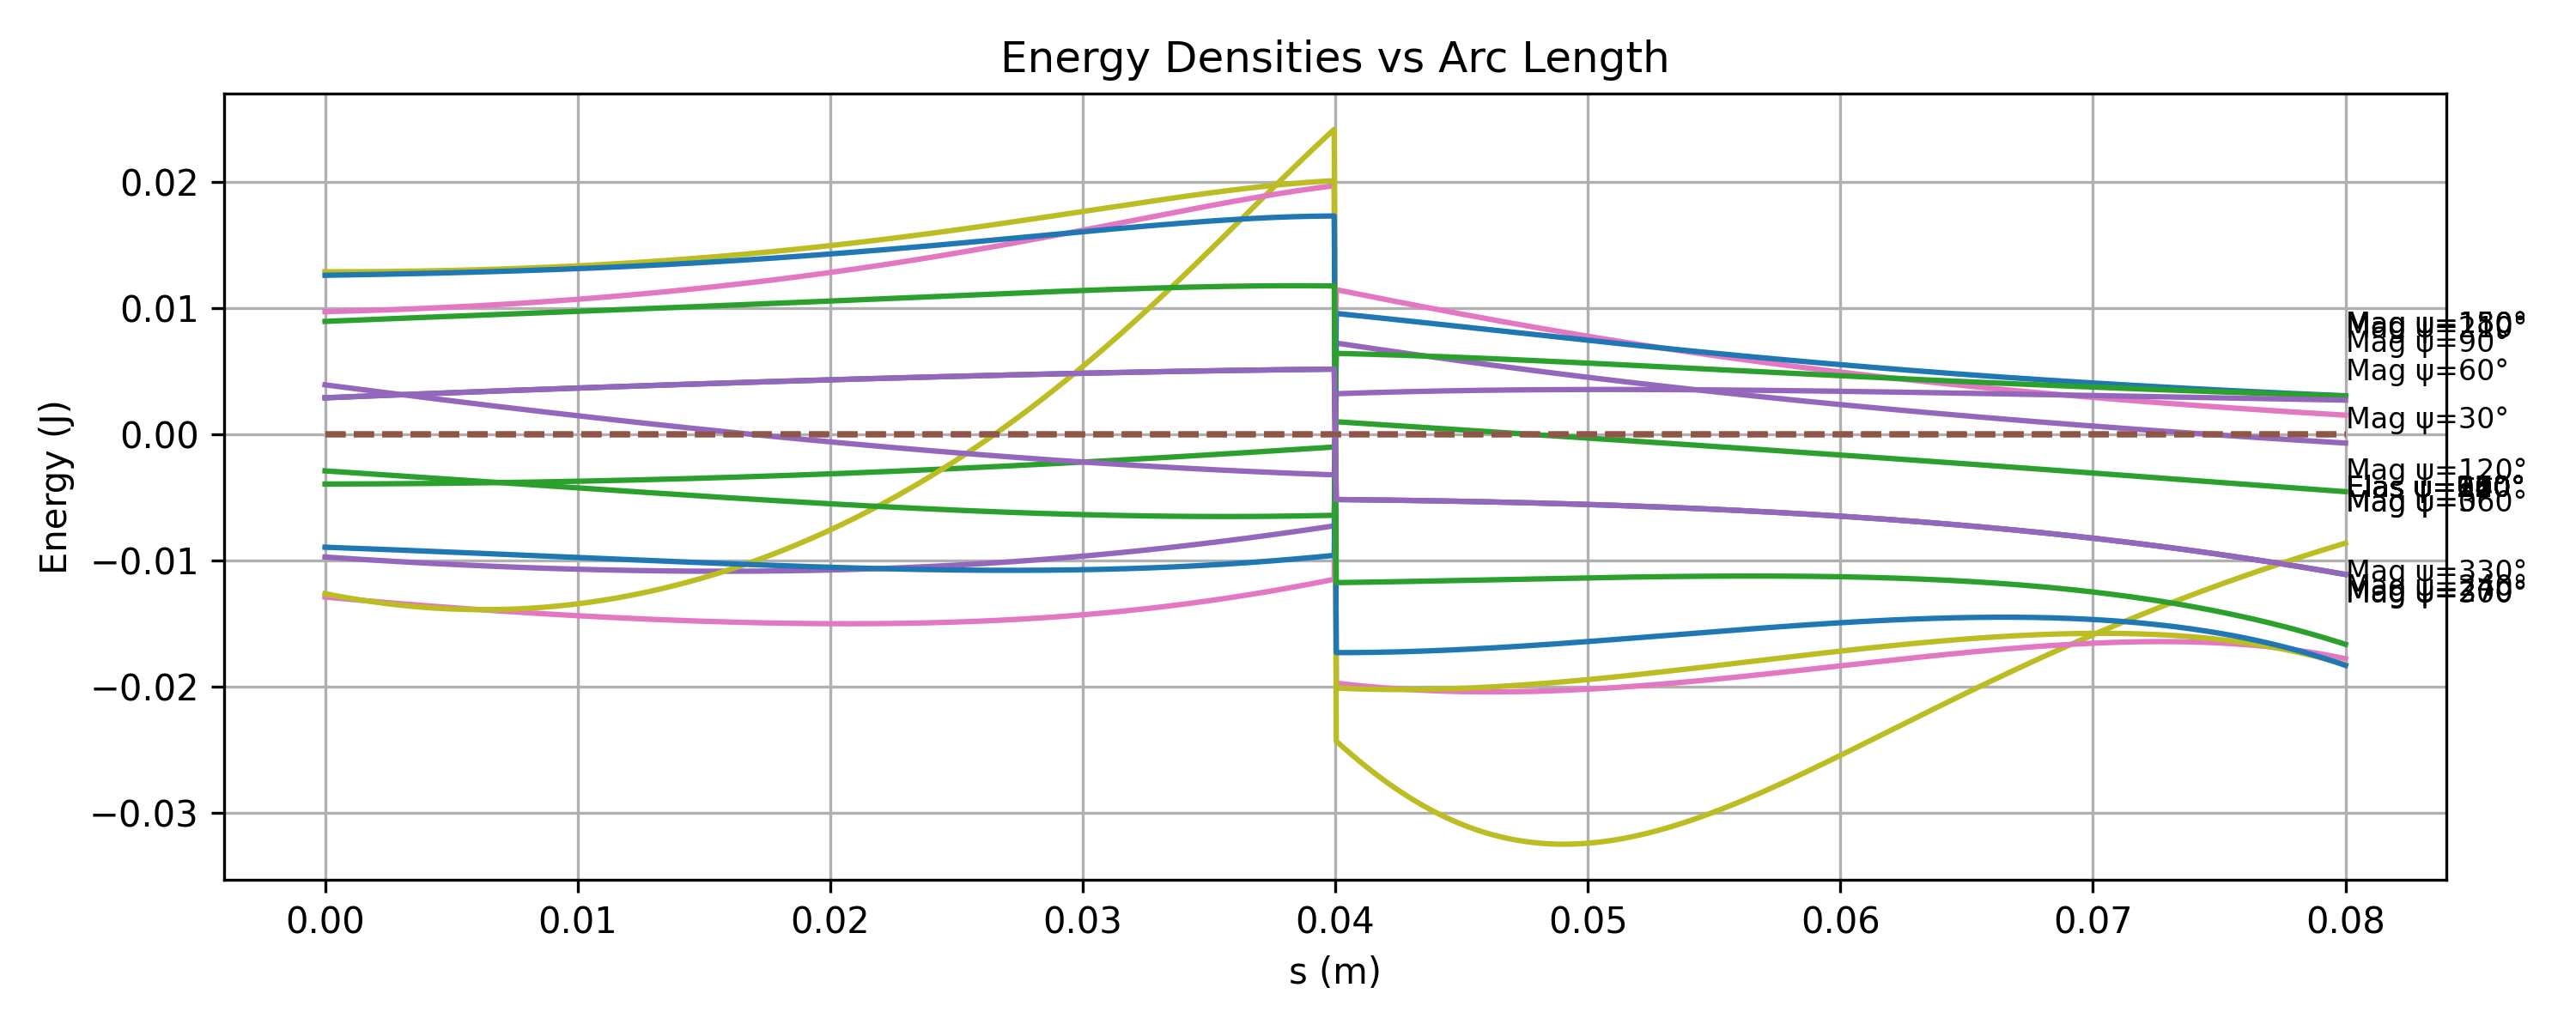 Energy Densities vs Arc Length
Energy (J)
0.02
0.01
0.00
−0.01
−0.02
−0.03
Mag ψ=90°
Mag ψ=60°
Mag ψ=30°
Mag ψ=120°
Mag ψ=330°
0.00 0.01 0.02 0.03 0.04 0.05 0.06 0.07 0.08
s (m)